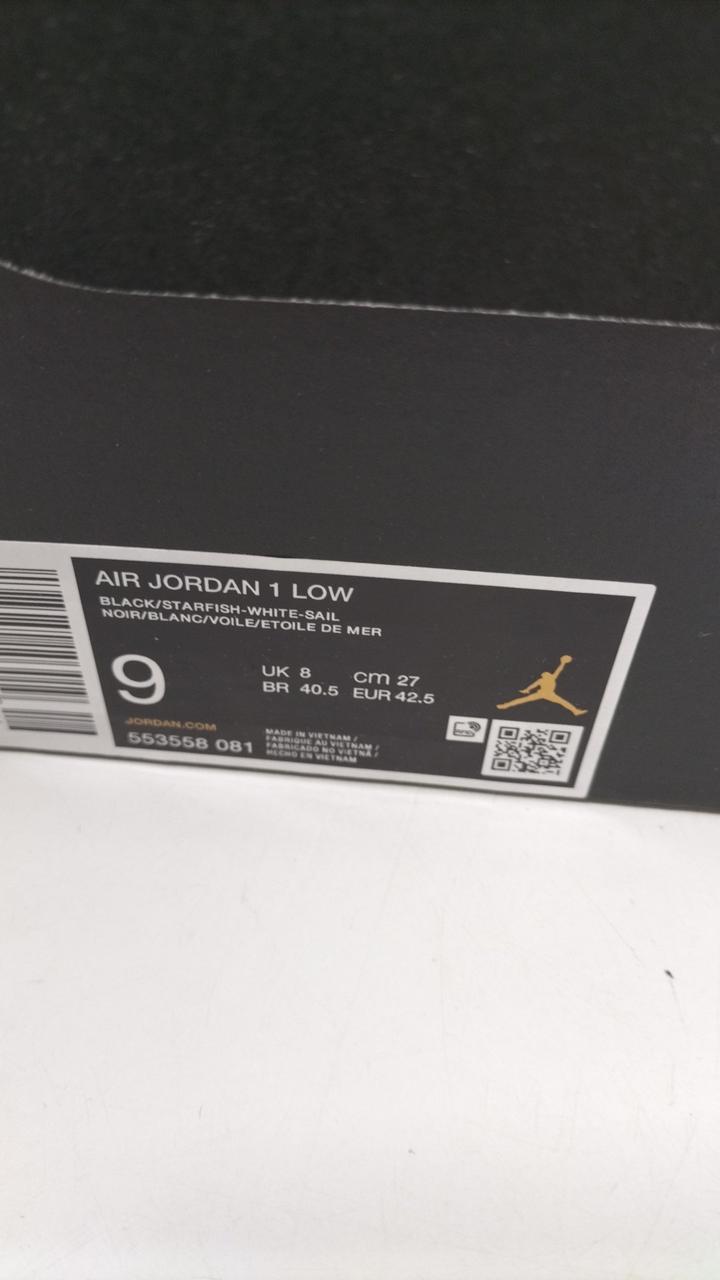 AIR JORDAN 1 LOW
BLACK/STARFISH-WHITE-SAIL
NOIR/BLANC/VOILE/ETOILE DE MER
9
UK 8 cm 27
BR 40.5 EUR 42.5
JORDAN.COM
553558 081
MADE IN VIETNAM /
FABRIQUE AU VIETNAM /
FABRICADO NO VIETNÃ /
HECHO EN VIETNAM